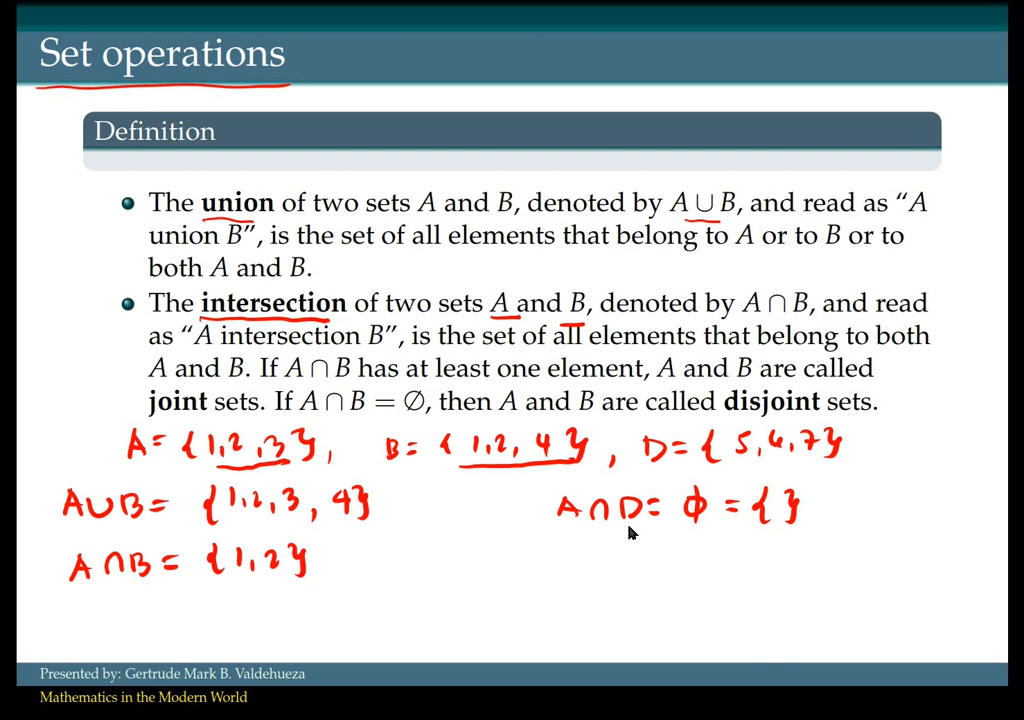 Set operations
Definition
The union of two sets A and B, denoted by A ∪ B, and read as “A
union B”, is the set of all elements that belong to A or to B or to
both A and B.
The intersection of two sets A and B, denoted by A ∩ B, and read
as “A intersection B”, is the set of all elements that belong to both
A and B. If A ∩ B has at least one element, A and B are called
joint sets. If A ∩ B = ∅, then A and B are called disjoint sets.
A = {1,2,3}, B = {1,2,4}, D = {5,6,7}
A∪B = {1,2,3,4} A∩D = ϕ = { }
A∩B = {1,2}
Presented by: Gertrude Mark B. Valdehueza
Mathematics in the Modern World